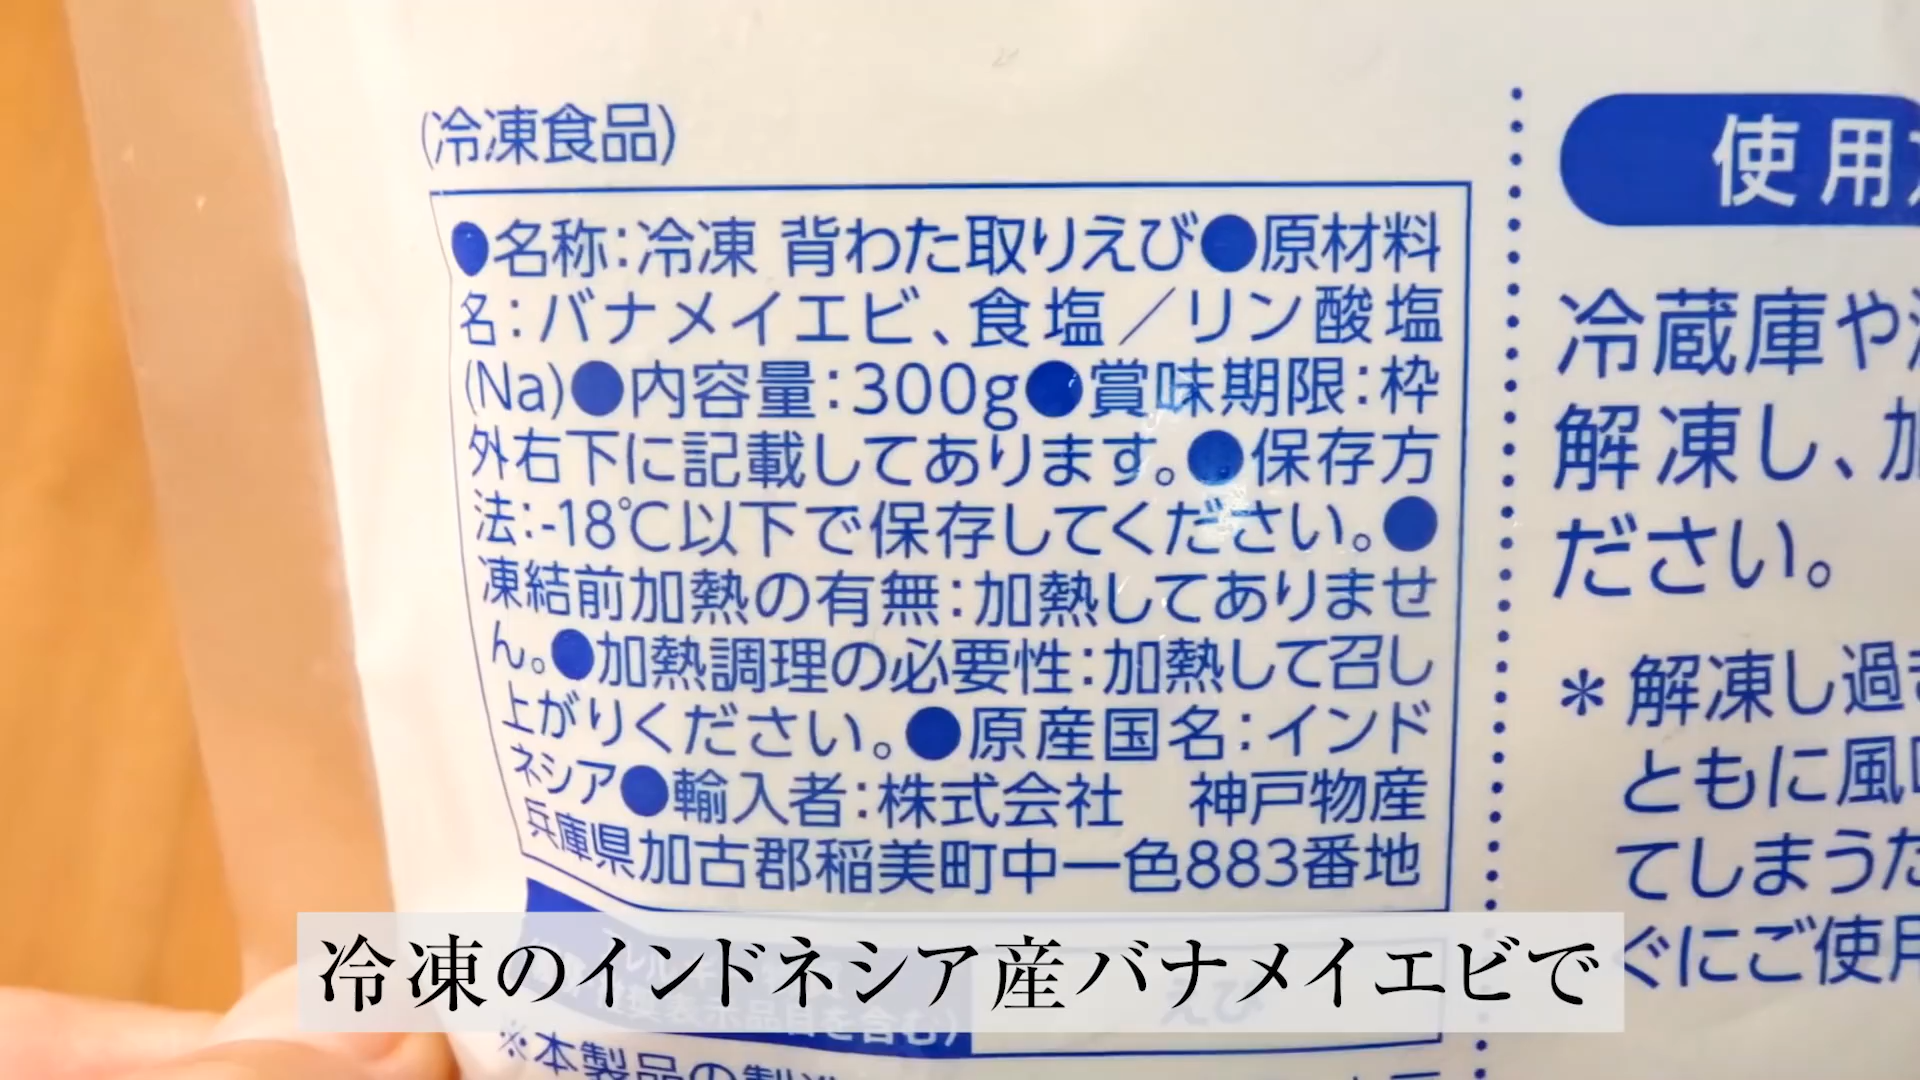 (冷凍食品)
●名称:冷凍 背わた取りえび●原材料
名:バナメイエビ、食塩/リン酸塩
(Na)●内容量:300g●賞味期限:枠
外右下に記載してあります。●保存方
法:-18℃以下で保存してください。●
凍結前加熱の有無:加熱してありませ
ん。●加熱調理の必要性:加熱して召し
上がりください。●原産国名:インド
ネシア●輸入者:株式会社 神戸物産
兵庫県加古郡稲美町中一色883番地
えび
※本製品の製造
使用
冷蔵庫や
解凍し、加
ださい。
*解凍し過ぎ
ともに風味
てしまうた
ぐにご使用
冷凍のインドネシア産バナメイエビで